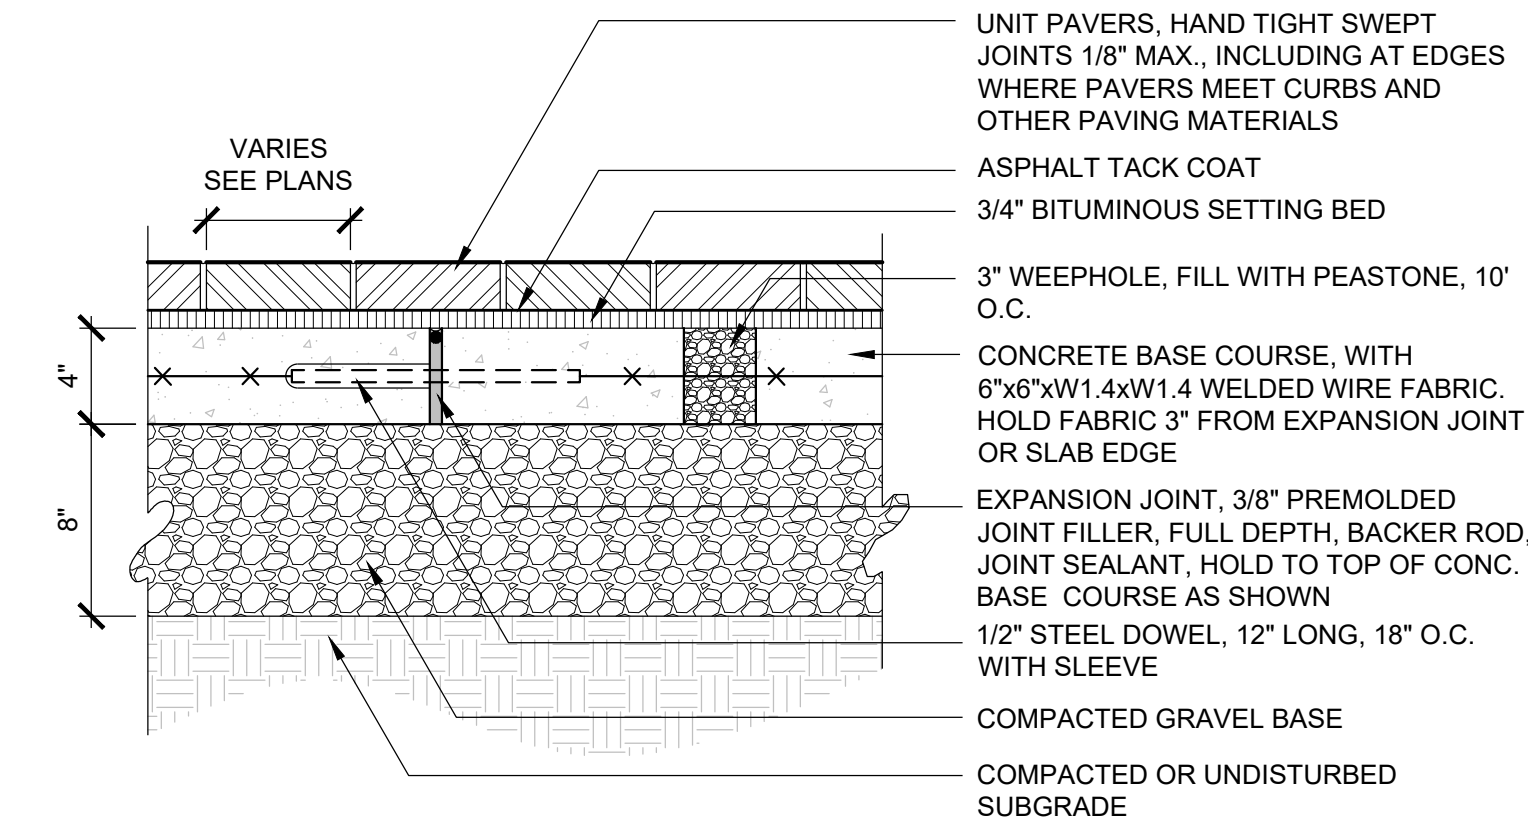 UNIT PAVERS, HAND TIGHT SWEPT
JOINTS 1/8" MAX., INCLUDING AT EDGES
WHERE PAVERS MEET CURBS AND
OTHER PAVING MATERIALS
VARIES
SEE PLANS
ASPHALT TACK COAT
3/4" BITUMINOUS SETTING BED
3" WEEPHOLE, FILL WITH PEASTONE, 10'
O.C.
CONCRETE BASE COURSE, WITH
6"x6"xW1.4xW1.4 WELDED WIRE FABRIC.
HOLD FABRIC 3" FROM EXPANSION JOINT
OR SLAB EDGE
4"
8"
EXPANSION JOINT, 3/8" PREMOLDED
JOINT FILLER, FULL DEPTH, BACKER ROD,
JOINT SEALANT, HOLD TO TOP OF CONC.
BASE COURSE AS SHOWN
1/2" STEEL DOWEL, 12" LONG, 18" O.C.
WITH SLEEVE
COMPACTED GRAVEL BASE
COMPACTED OR UNDISTURBED
SUBGRADE